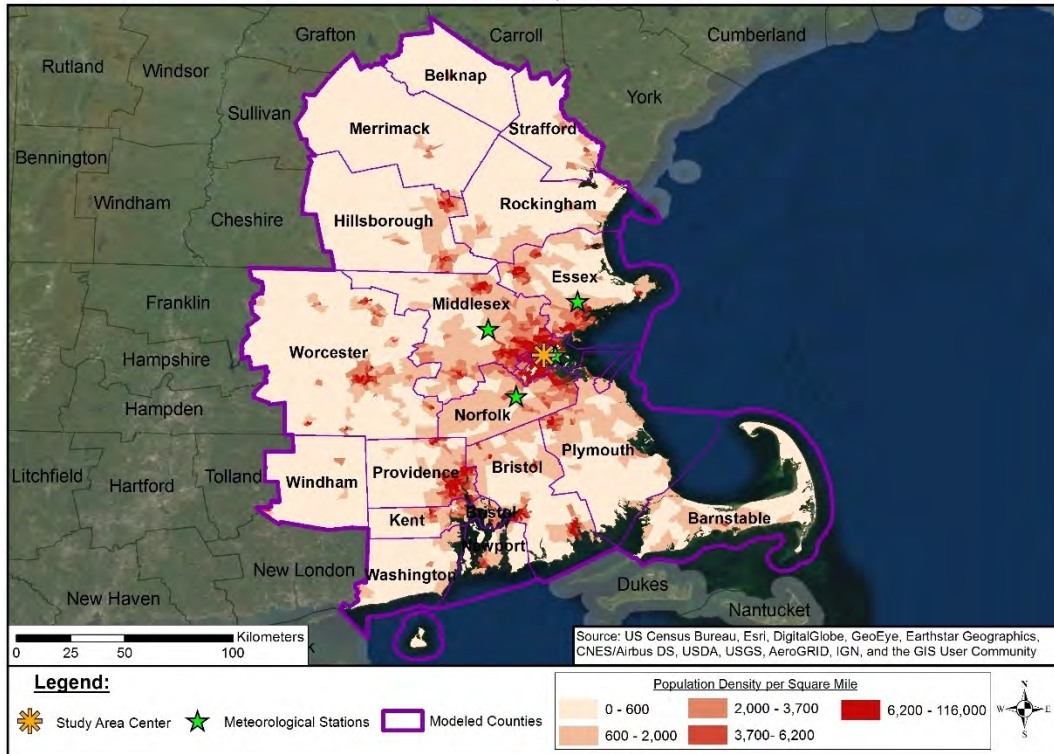 Grafton
Carroll
Cumberland
Rutland
Windsor
Belknap
York
Sullivan
Merrimack
Strafford
Bennington
Windham
Cheshire
Hillsborough
Rockingham
Essex
Franklin
Middlesex
Hampshire
Worcester
Hampden
Norfolk
Plymouth
Litchfield
Hartford
Tolland
Windham
Providence
Bristol
Bristol
Kent
Barnstable
Newport
New London
Washington
Dukes
New Haven
Nantucket
Kilometers
0 25 50 100
Source: US Census Bureau, Esri, DigitalGlobe, GeoEye, Earthstar Geographics,
CNES/Airbus DS, USDA, USGS, AeroGRID, IGN, and the GIS User Community
Legend:
Study Area Center
Meteorological Stations
Modeled Counties
Population Density per Square Mile
0 - 600
2,000 - 3,700
6,200 - 116,000
600 - 2,000
3,700- 6,200
N
W
E
S